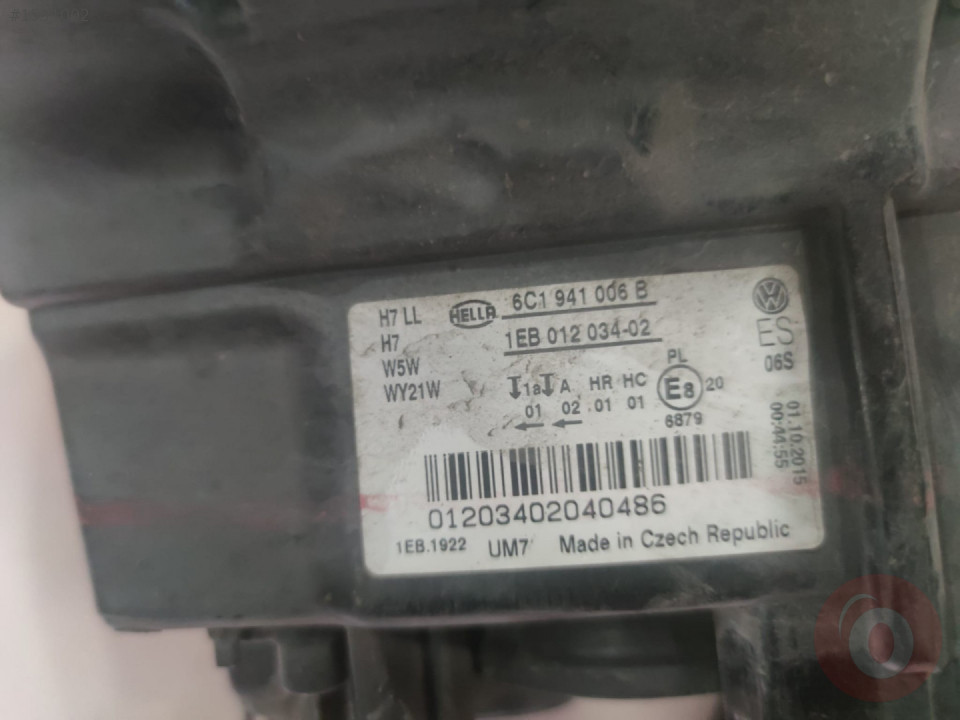 H7 LL HELLA 6C1 941 006 B
H7 1EB 012 034-02 ES
W5W PL 06S
WY21W 1a A HR HC E8 20
01 02 01 01 6879
01.10.2015
00:44:55
01203402040486
1EB.1922 UM7 Made in Czech Republic